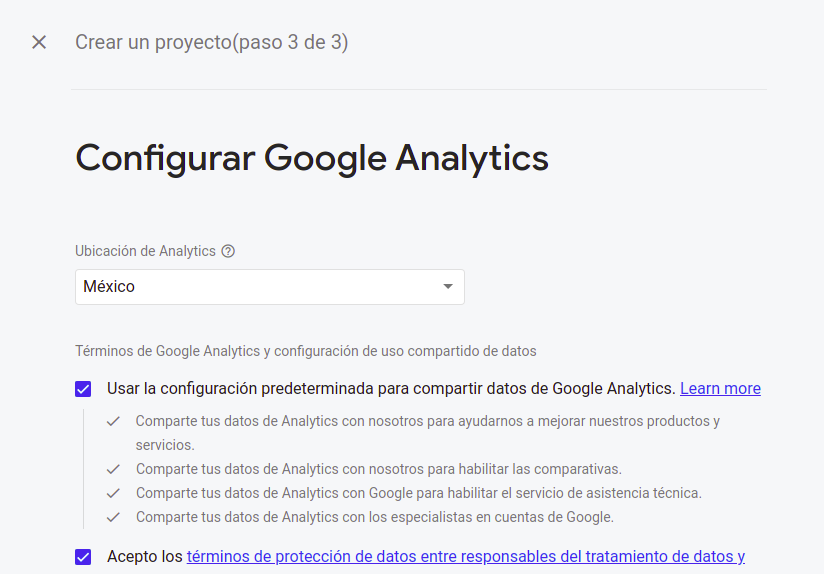 Crear un proyecto(paso 3 de 3)
Configurar Google Analytics
Ubicación de Analytics
México
Términos de Google Analytics y configuración de uso compartido de datos
Usar la configuración predeterminada para compartir datos de Google Analytics. Learn more
Comparte tus datos de Analytics con nosotros para ayudarnos a mejorar nuestros productos y
servicios.
Comparte tus datos de Analytics con nosotros para habilitar las comparativas.
Comparte tus datos de Analytics con Google para habilitar el servicio de asistencia técnica.
Comparte tus datos de Analytics con los especialistas en cuentas de Google.
Acepto los términos de protección de datos entre responsables del tratamiento de datos y